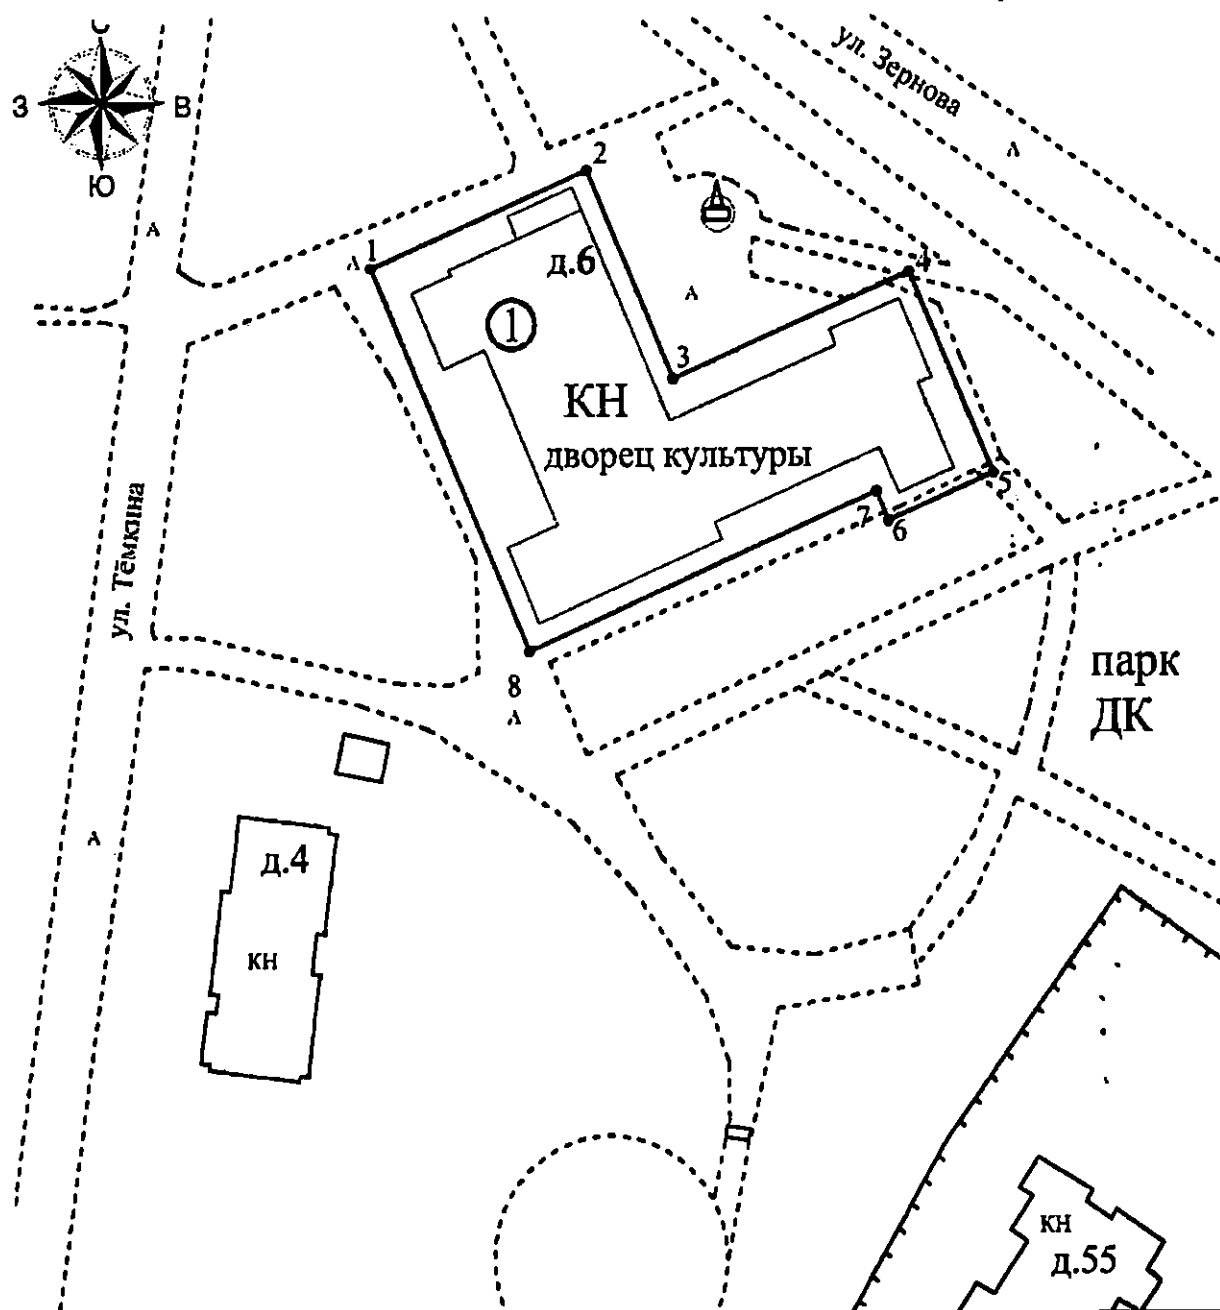 С
З
В
Ю
ул. Зернова
А
2
1
А
д.6
А
А
4
1
3
КН
дворец культуры
5
7
6
ул. Тёмкина
8
А
парк
ДК
А
д.4
кн
кн
д.55